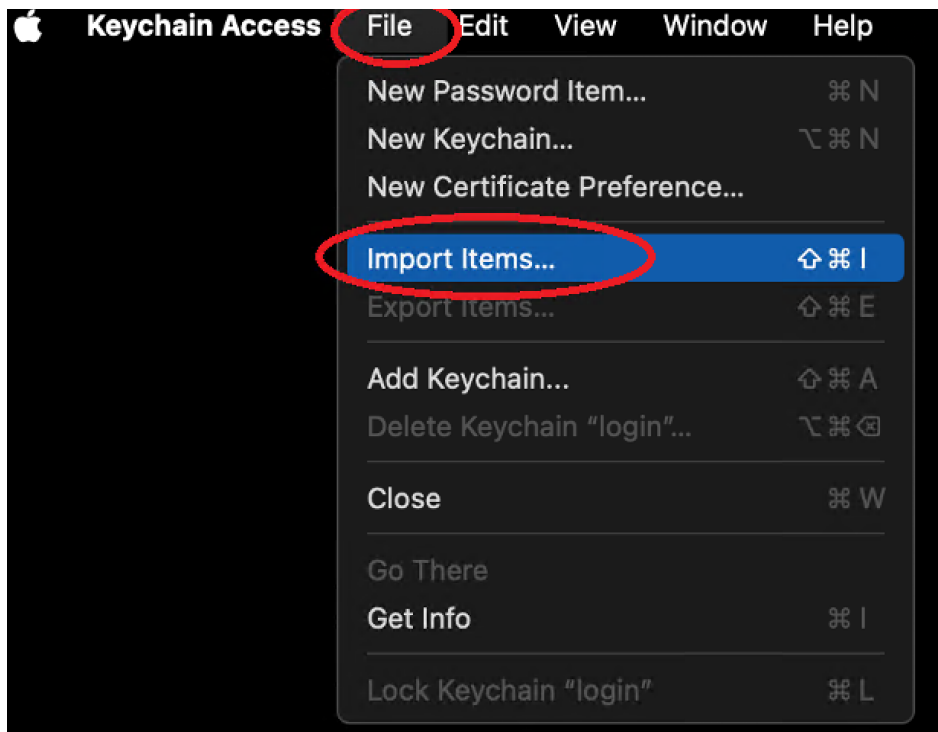 Keychain Access File Edit View Window Help
New Password Item... ⌘ N
New Keychain... ⌥ ⌘ N
New Certificate Preference...
Import Items... ⇧ ⌘ I
Export Items... ⇧ ⌘ E
Add Keychain... ⇧ ⌘ A
Delete Keychain “login”... ⌥ ⌘ ⌫
Close ⌘ W
Go There
Get Info ⌘ I
Lock Keychain “login” ⌘ L